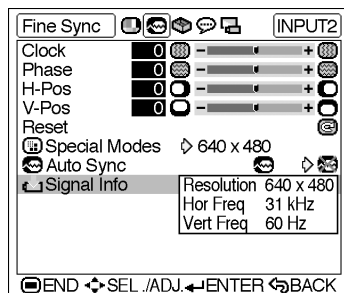 Fine Sync INPUT2
Clock 0 - +
Phase 0 - +
H-Pos 0 - +
V-Pos 0 - +
Reset
Special Modes 640 x 480
Auto Sync
Signal Info
Resolution 640 x 480
Hor Freq 31 kHz
Vert Freq 60 Hz
END SEL./ADJ. ENTER BACK